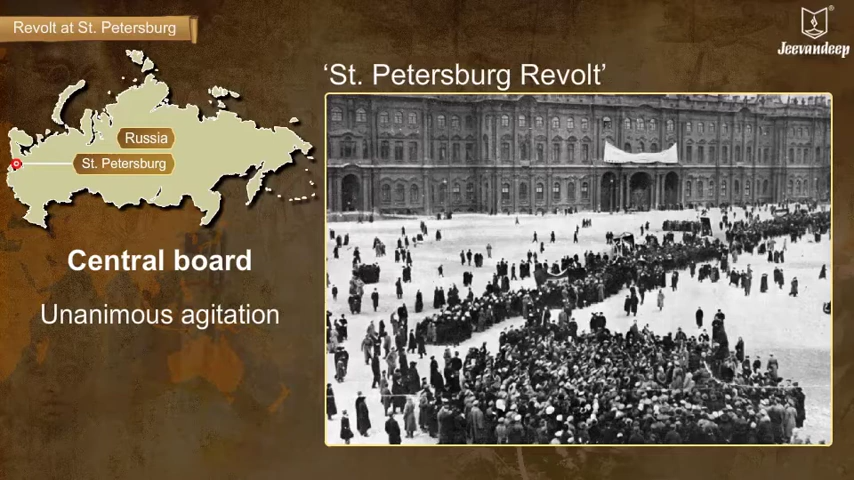 Revolt at St. Petersburg
Jeevandeep
®
'St. Petersburg Revolt'
Russia
St. Petersburg
Central board
Unanimous agitation